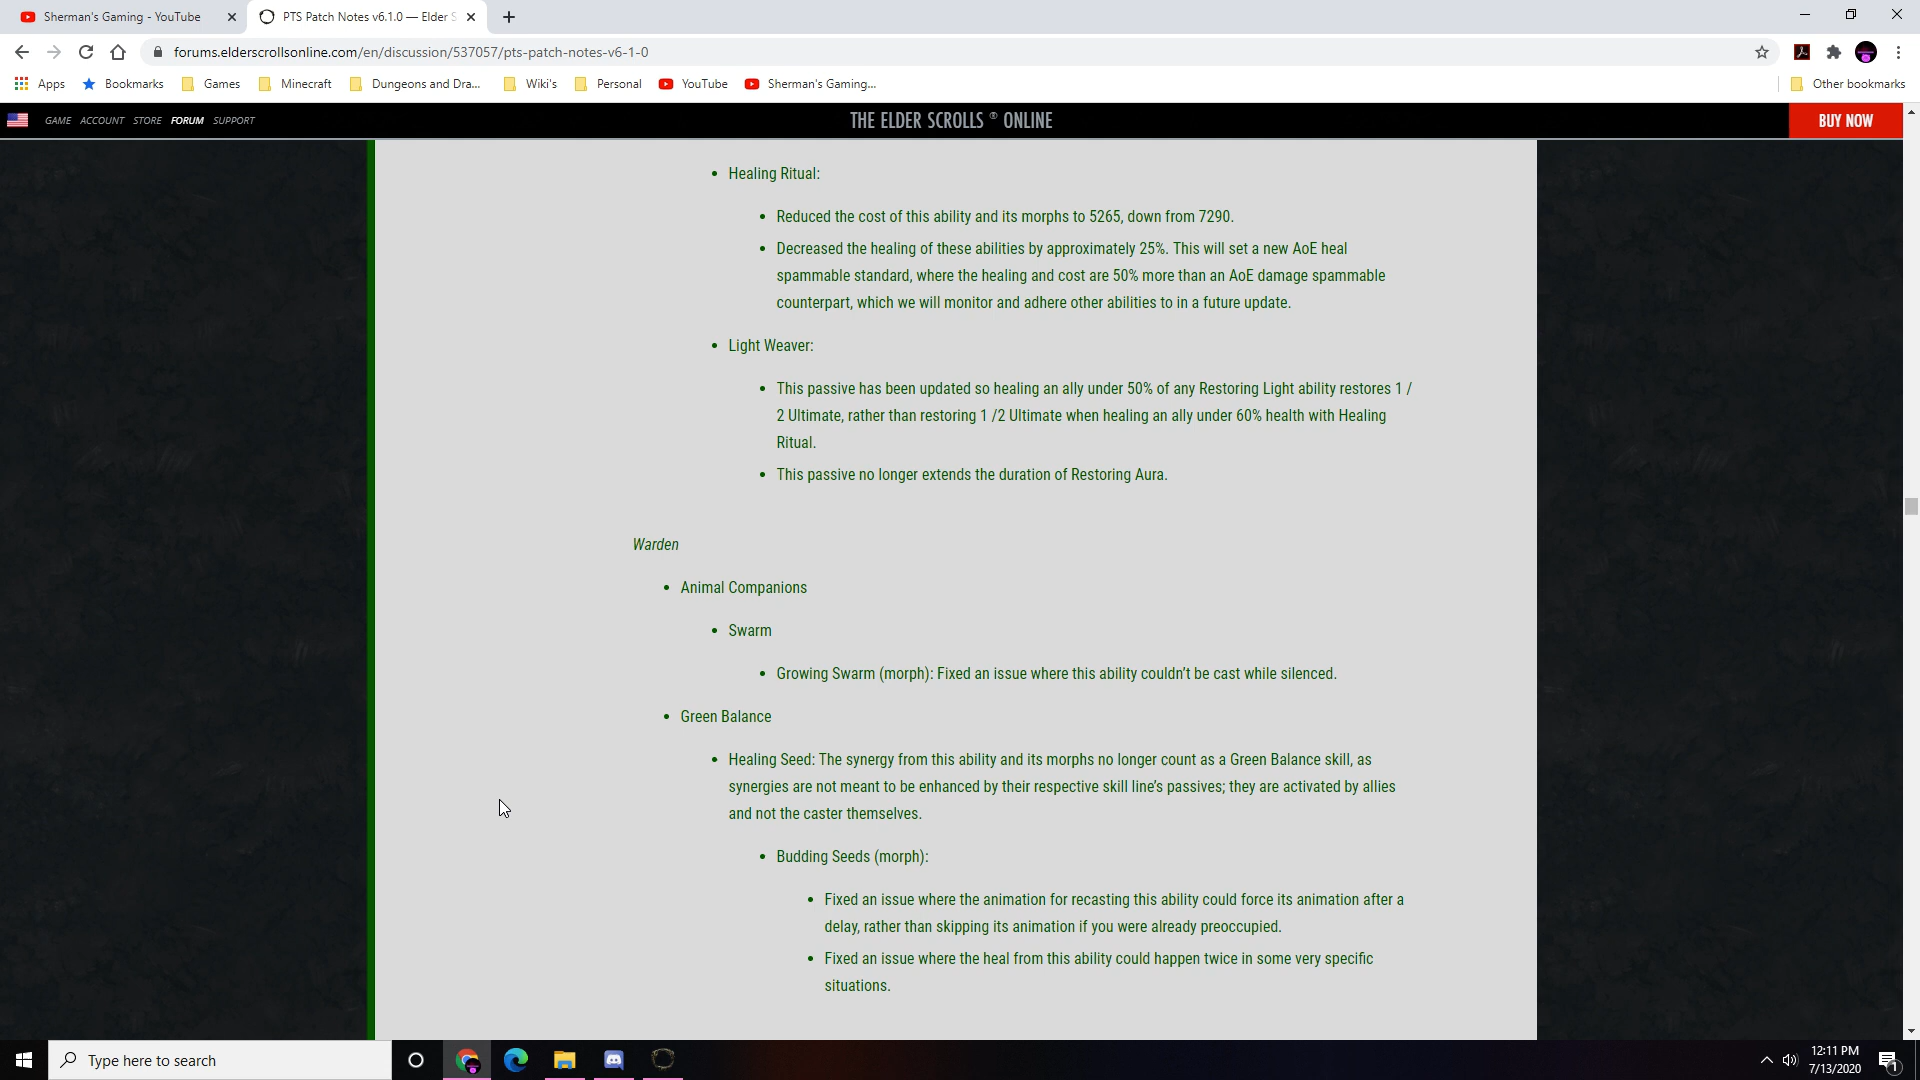 Sherman's Gaming - YouTube
PTS Patch Notes v6.1.0 — Elder S
forums.elderscrollsonline.com/en/discussion/537057/pts-patch-notes-v6-1-0
Apps Bookmarks Games Minecraft Dungeons and Dra... Wiki's Personal YouTube Sherman's Gaming... Other bookmarks
GAME ACCOUNT STORE FORUM SUPPORT THE ELDER SCROLLS ® ONLINE BUY NOW
• Healing Ritual:
• Reduced the cost of this ability and its morphs to 5265, down from 7290.
• Decreased the healing of these abilities by approximately 25%. This will set a new AoE heal
spammable standard, where the healing and cost are 50% more than an AoE damage spammable
counterpart, which we will monitor and adhere other abilities to in a future update.
• Light Weaver:
• This passive has been updated so healing an ally under 50% of any Restoring Light ability restores 1 /
2 Ultimate, rather than restoring 1 /2 Ultimate when healing an ally under 60% health with Healing
Ritual.
• This passive no longer extends the duration of Restoring Aura.
Warden
• Animal Companions
• Swarm
• Growing Swarm (morph): Fixed an issue where this ability couldn't be cast while silenced.
• Green Balance
• Healing Seed: The synergy from this ability and its morphs no longer count as a Green Balance skill, as
synergies are not meant to be enhanced by their respective skill line's passives; they are activated by allies
and not the caster themselves.
• Budding Seeds (morph):
• Fixed an issue where the animation for recasting this ability could force its animation after a
delay, rather than skipping its animation if you were already preoccupied.
• Fixed an issue where the heal from this ability could happen twice in some very specific
situations.
Type here to search
12:11 PM
7/13/2020
1